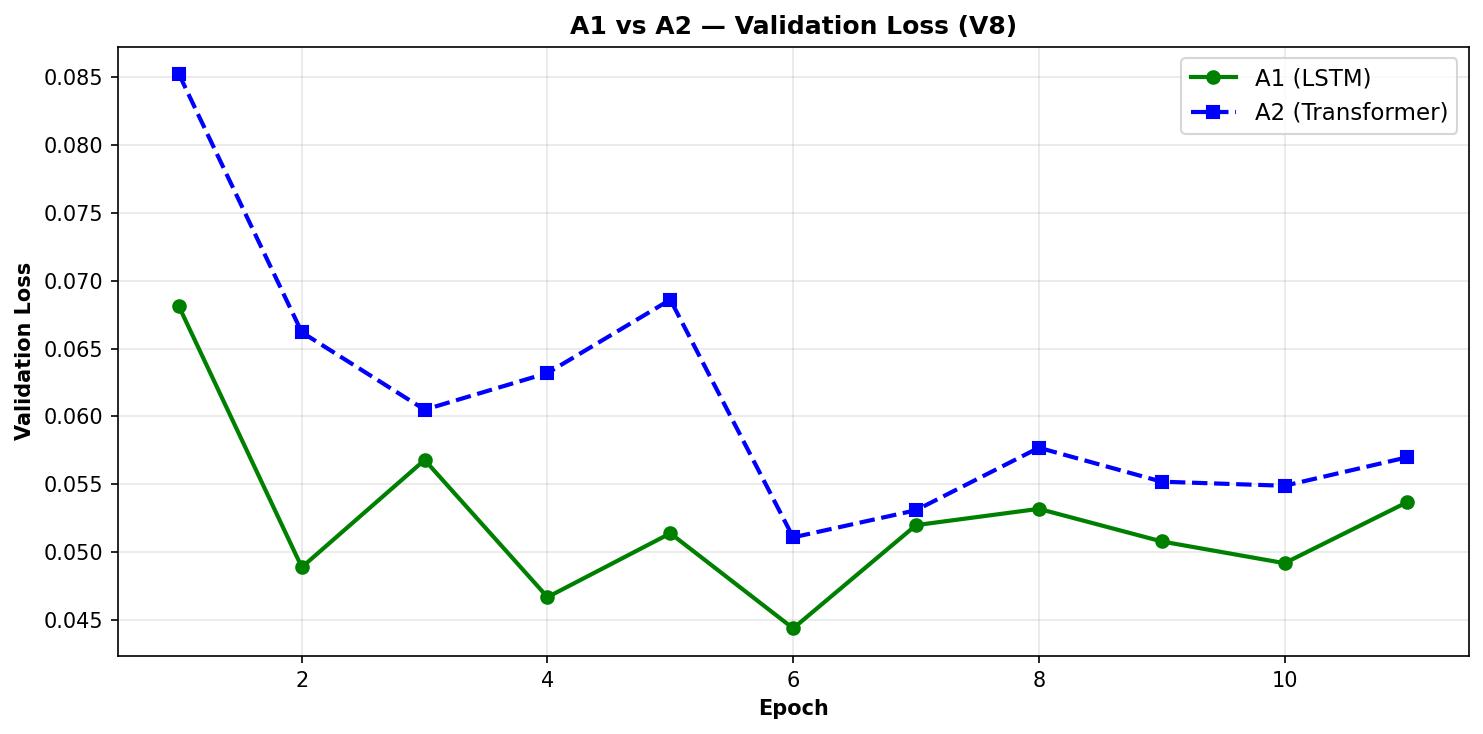 A1 vs A2 — Validation Loss (V8)
A1 (LSTM)
A2 (Transformer)
Validation Loss
0.085
0.080
0.075
0.070
0.065
0.060
0.055
0.050
0.045
2 4 6 8 10
Epoch